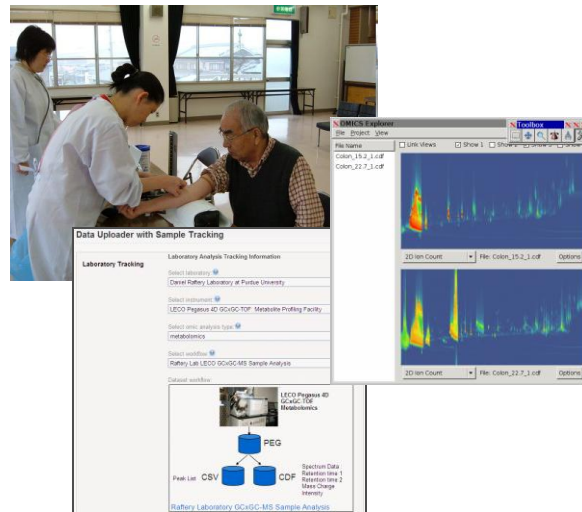 OMICS Explorer
Toolbox
File Project View
File Name
Link Views Show 1
Colon_15.2_1.cdf
Colon_22.7_1.cdf
2D Ion Count File: Colon_15.2_1.cdf Options
2D Ion Count File: Colon_22.7_1.cdf Options
Data Uploader with Sample Tracking
Laboratory Tracking
Laboratory Analysis Tracking Information
Select laboratory
Daniel Raftery Laboratory at Purdue University
Select instrument
LECO Pegasus 4D GCxGC-TOF Metabolite Profiling Facility
Select omic analysis type
metabolomics
Select workflow
Raftery Lab LECO GCxGC-MS Sample Analysis
Dataset workflow
LECO Pegasus 4D
GCxGC-TOF
Metabolomics
PEG
Peak List CSV CDF
Spectrum Data
Retention time 1
Retention time 2
Mass Charge
Intensity
Raftery Laboratory GCxGC-MS Sample Analysis